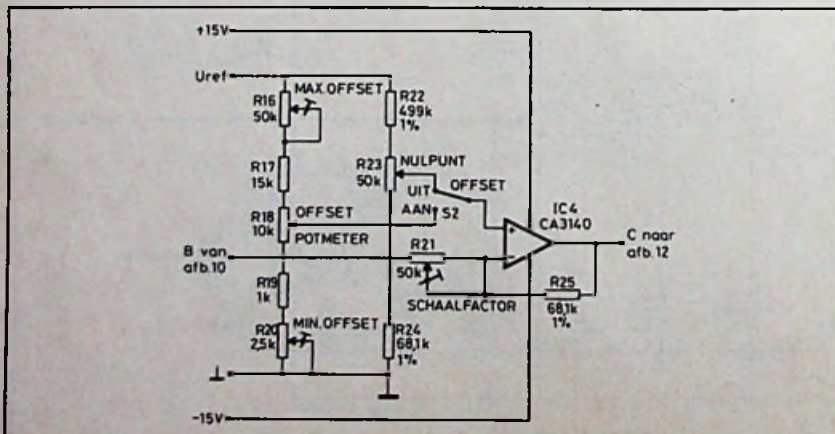 +15V
Uref
R16
50k
MAX. OFFSET
R22
499k
1%
R17
15k
R23
50k
NULPUNT
UIT
OFFSET
AAN
S2
R18
10k
OFFSET
POTMETER
IC4
CA3140
+
−
C naar
afb.12
B van
afb.10
R21
50k
SCHAALFACTOR
R25
68,1k
1%
R19
1k
R20
2,5k
MIN. OFFSET
R24
68,1k
1%
⊥
-15V